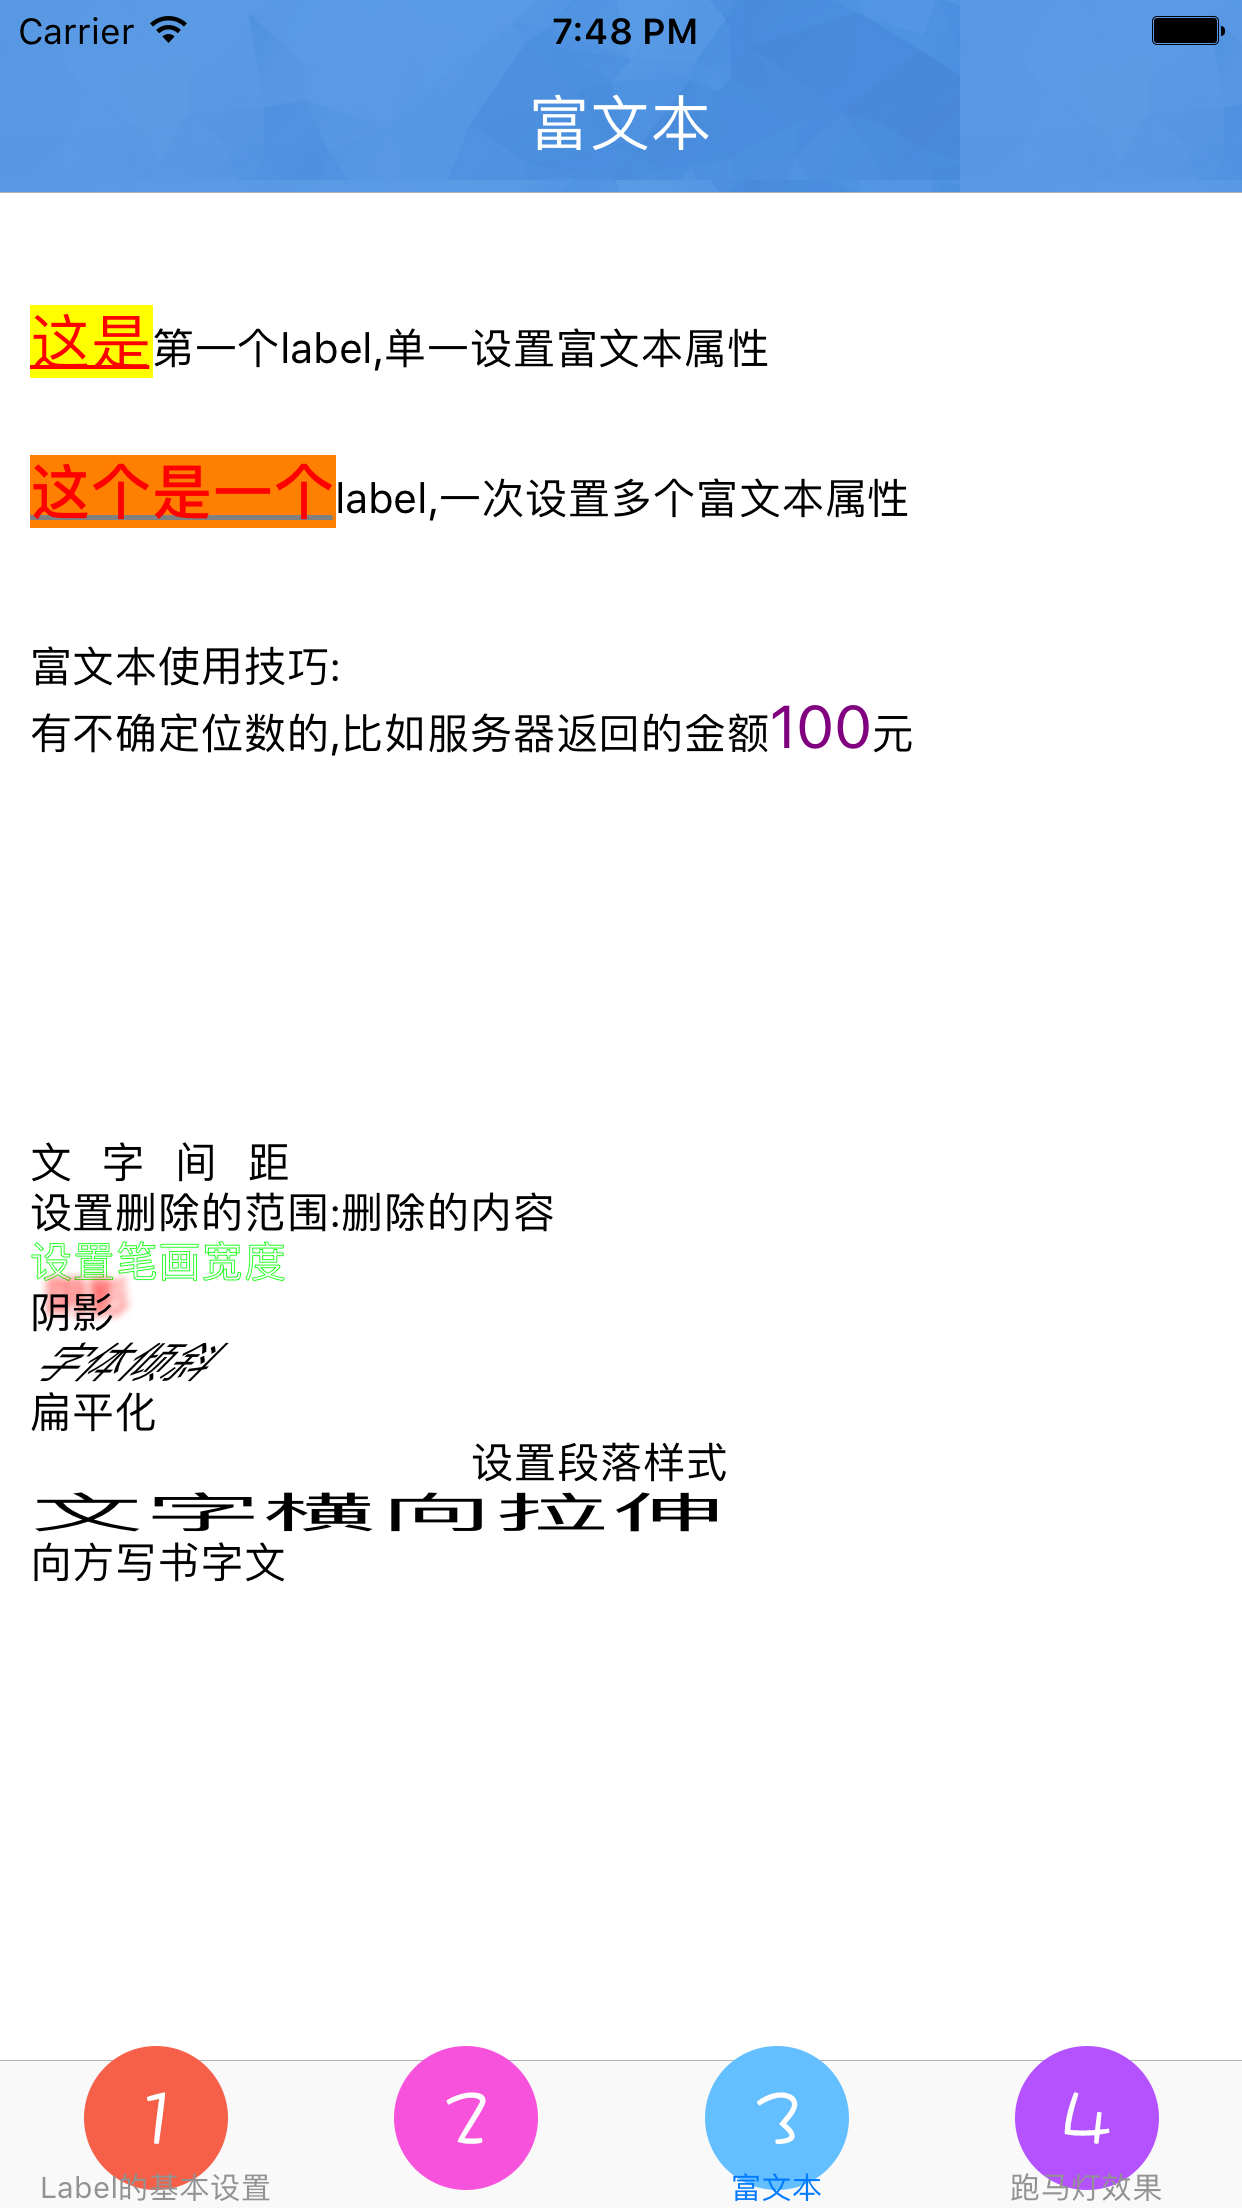 Carrier 7:48 PM
富文本
这是第一个label,单一设置富文本属性
这个是一个label,一次设置多个富文本属性
富文本使用技巧:
有不确定位数的,比如服务器返回的金额100元
文 字 间 距
设置删除的范围:删除的内容
设置笔画宽度
阴影
字体倾斜
扁平化
设置段落样式
文字横向拉伸
向方写书字文
1 2 3 4
Label的基本设置 富文本 跑马灯效果